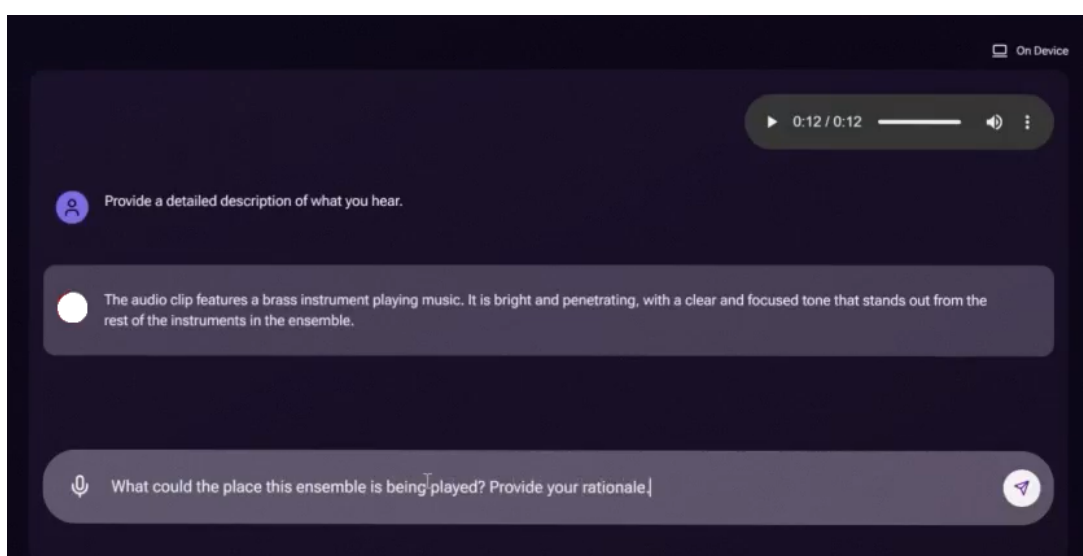 On Device
0:12 / 0:12
Provide a detailed description of what you hear.
The audio clip features a brass instrument playing music. It is bright and penetrating, with a clear and focused tone that stands out from the
rest of the instruments in the ensemble.
What could the place this ensemble is being played? Provide your rationale.